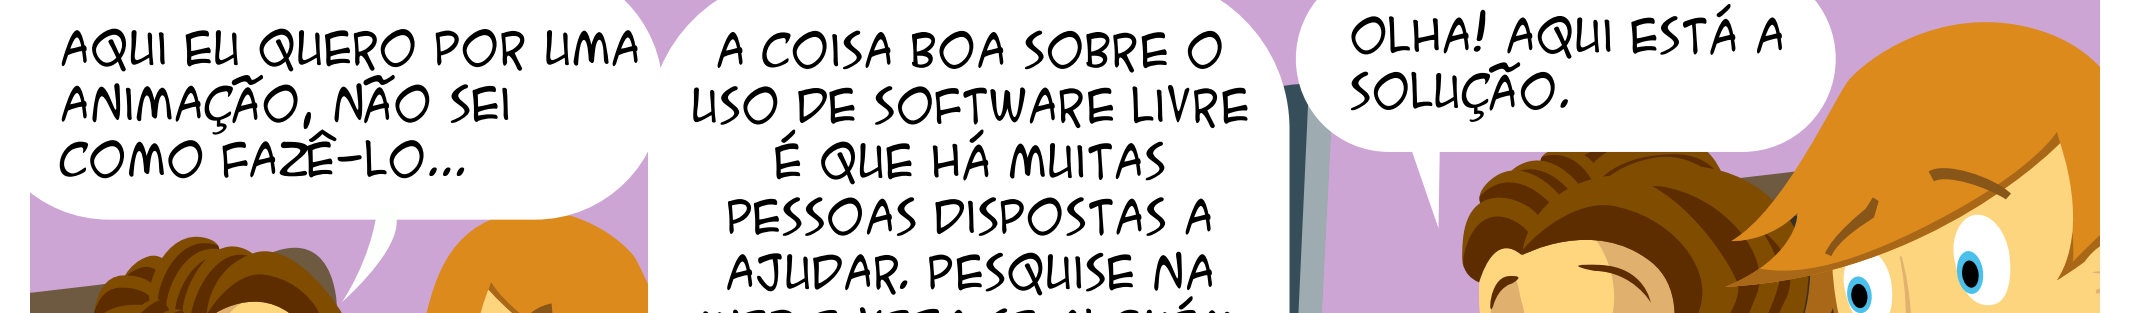 AQUI EU QUERO POR UMA
ANIMAÇÃO, NÃO SEI
COMO FAZÊ-LO...
A COISA BOA SOBRE O
USO DE SOFTWARE LIVRE
É QUE HÁ MUITAS
PESSOAS DISPOSTAS A
AJUDAR. PESQUISE NA
OLHA! AQUI ESTÁ A
SOLUÇÃO.